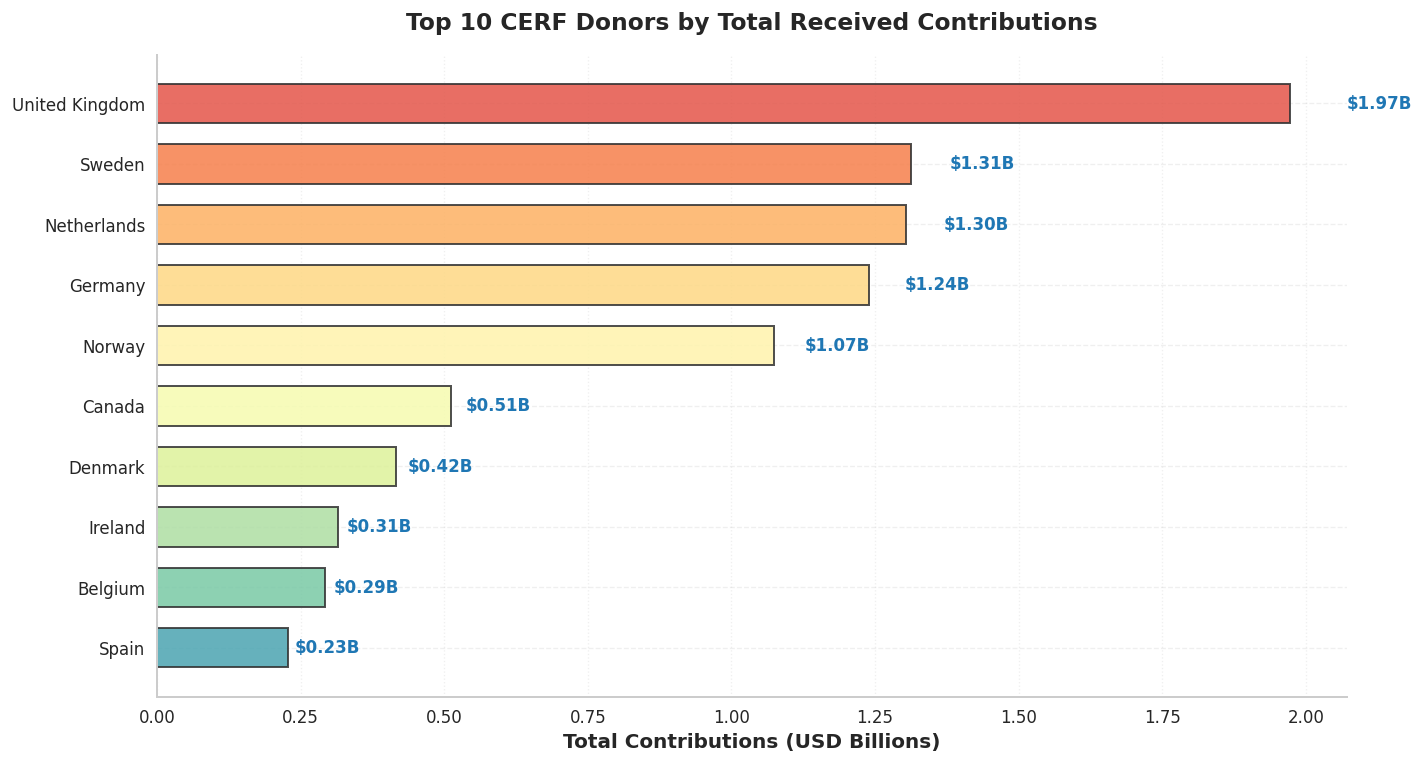 Top 10 CERF Donors by Total Received Contributions
United Kingdom $1.97B
Sweden $1.31B
Netherlands $1.30B
Germany $1.24B
Norway $1.07B
Canada $0.51B
Denmark $0.42B
Ireland $0.31B
Belgium $0.29B
Spain $0.23B
0.00 0.25 0.50 0.75 1.00 1.25 1.50 1.75 2.00
Total Contributions (USD Billions)